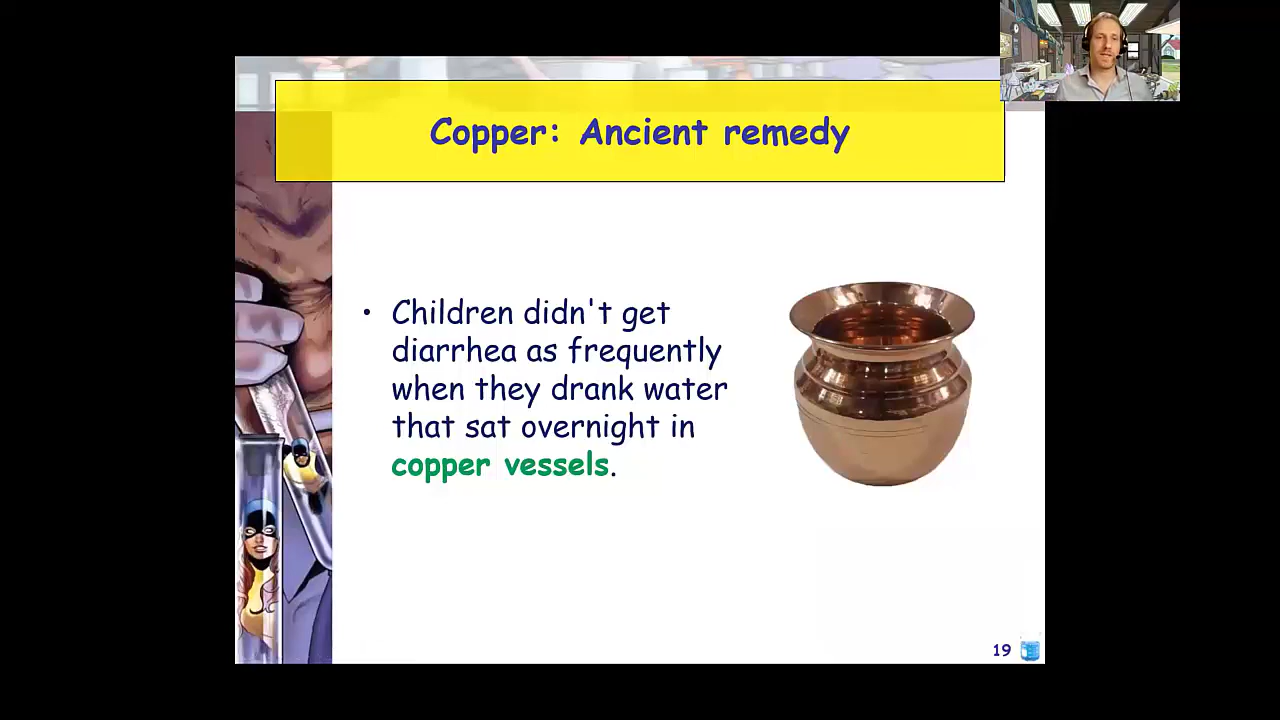 Copper: Ancient remedy
• Children didn't get
diarrhea as frequently
when they drank water
that sat overnight in
copper vessels.
19